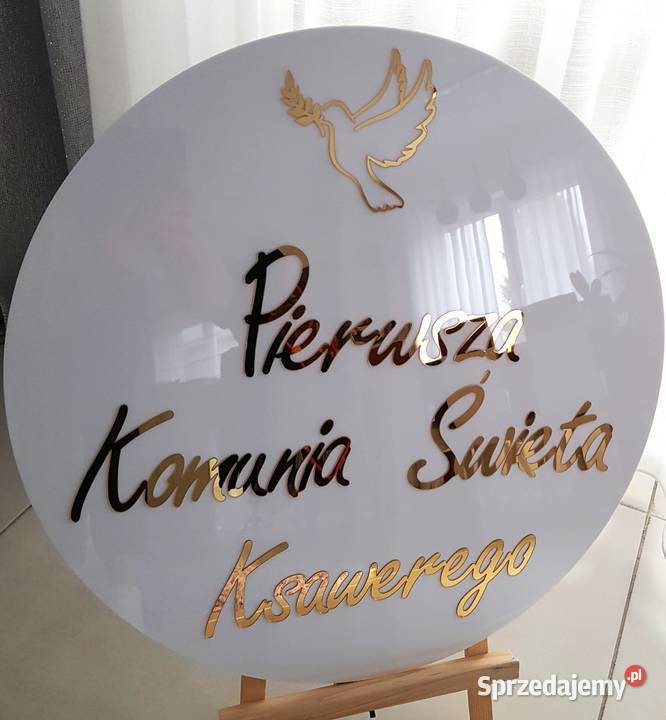 Pierwsza
Komunia Święta
Ksawerego
Sprzedajemy.pl